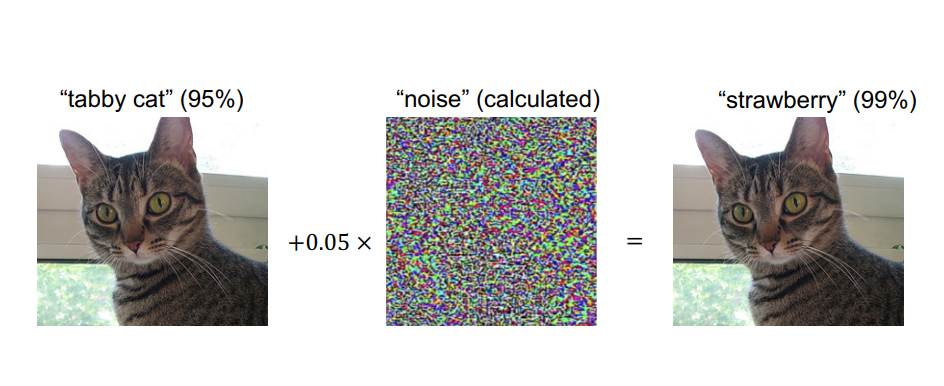 “tabby cat” (95%)
“noise” (calculated)
“strawberry” (99%)
+0.05 ×
=